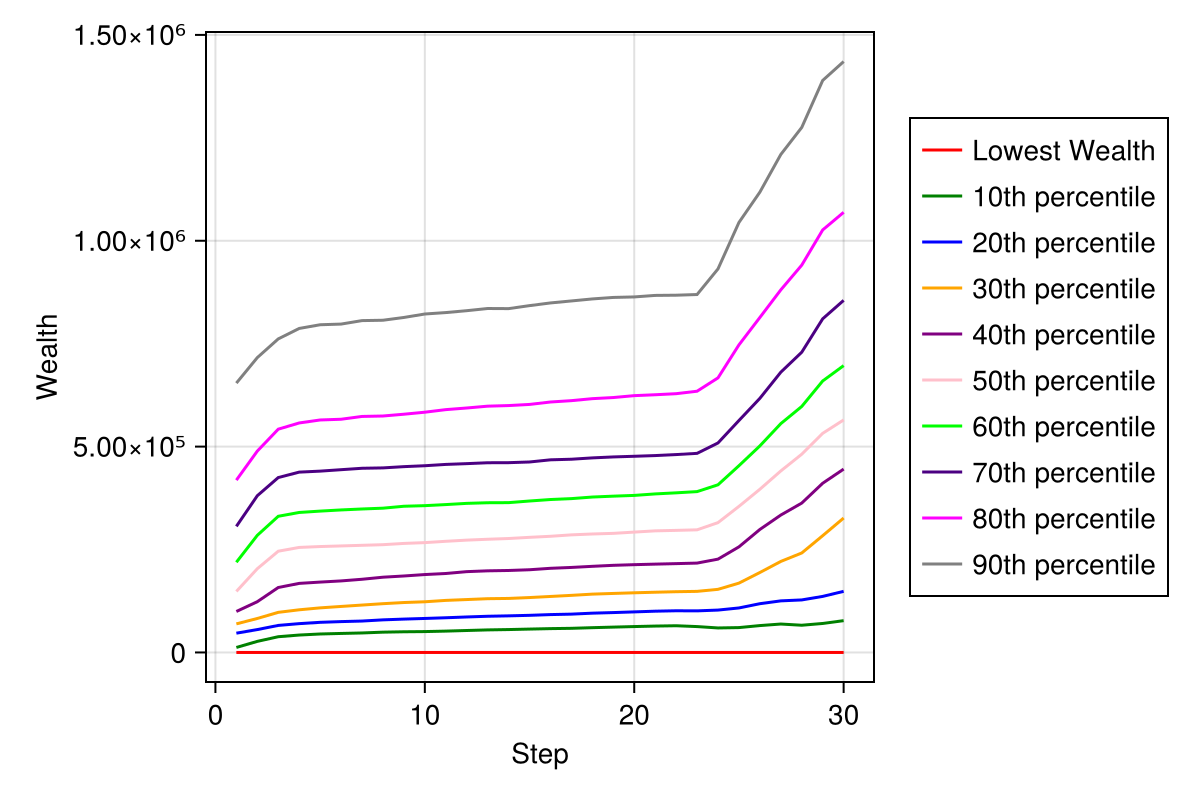 1.50×10⁶
1.00×10⁶
5.00×10⁵
0
Wealth
0 10 20 30
Step
Lowest Wealth
10th percentile
20th percentile
30th percentile
40th percentile
50th percentile
60th percentile
70th percentile
80th percentile
90th percentile